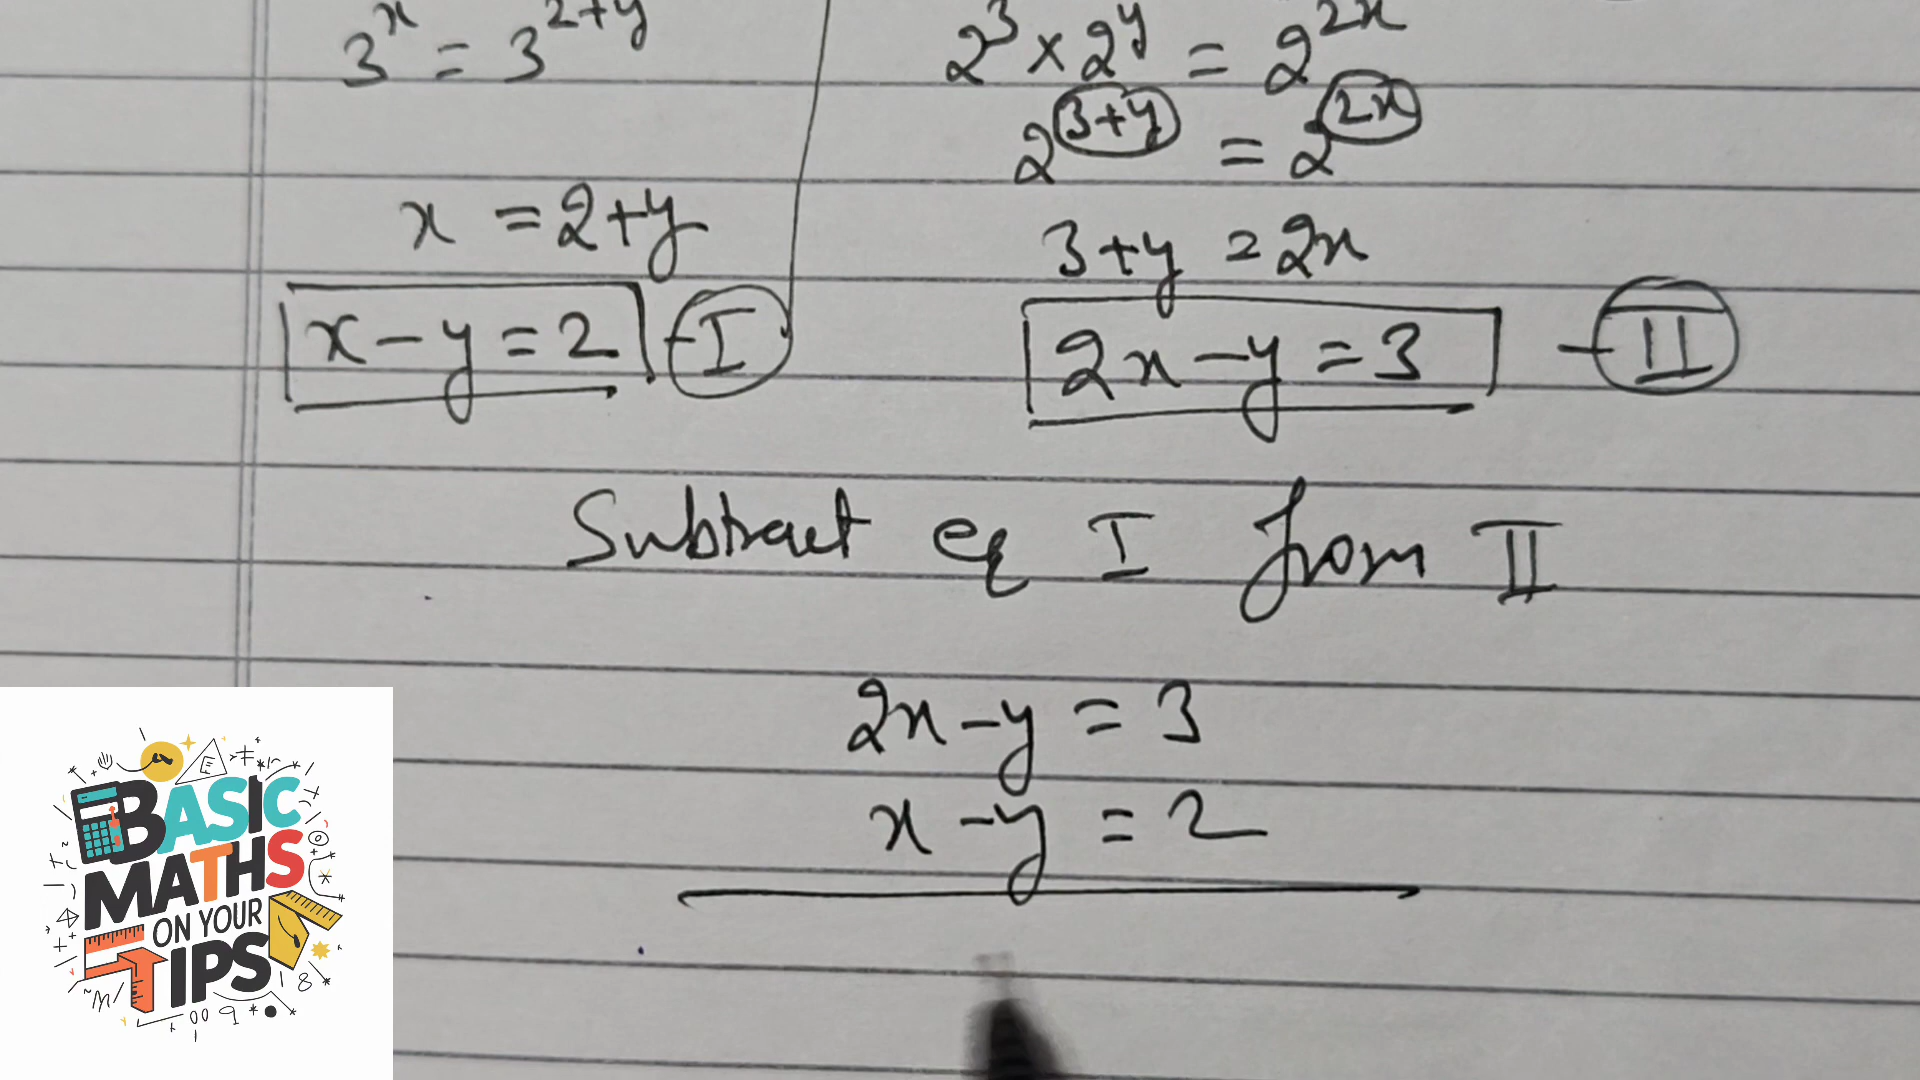 3^x = 3^{2+y}
x = 2+y
x - y = 2 - I
2^3 × 2^y = 2^{2x}
2^{3+y} = 2^{2x}
3+y = 2x
2x - y = 3 - II
Subtract eq I from II
2x - y = 3
x - y = 2
BASIC
MATHS
ON YOUR
TIPS